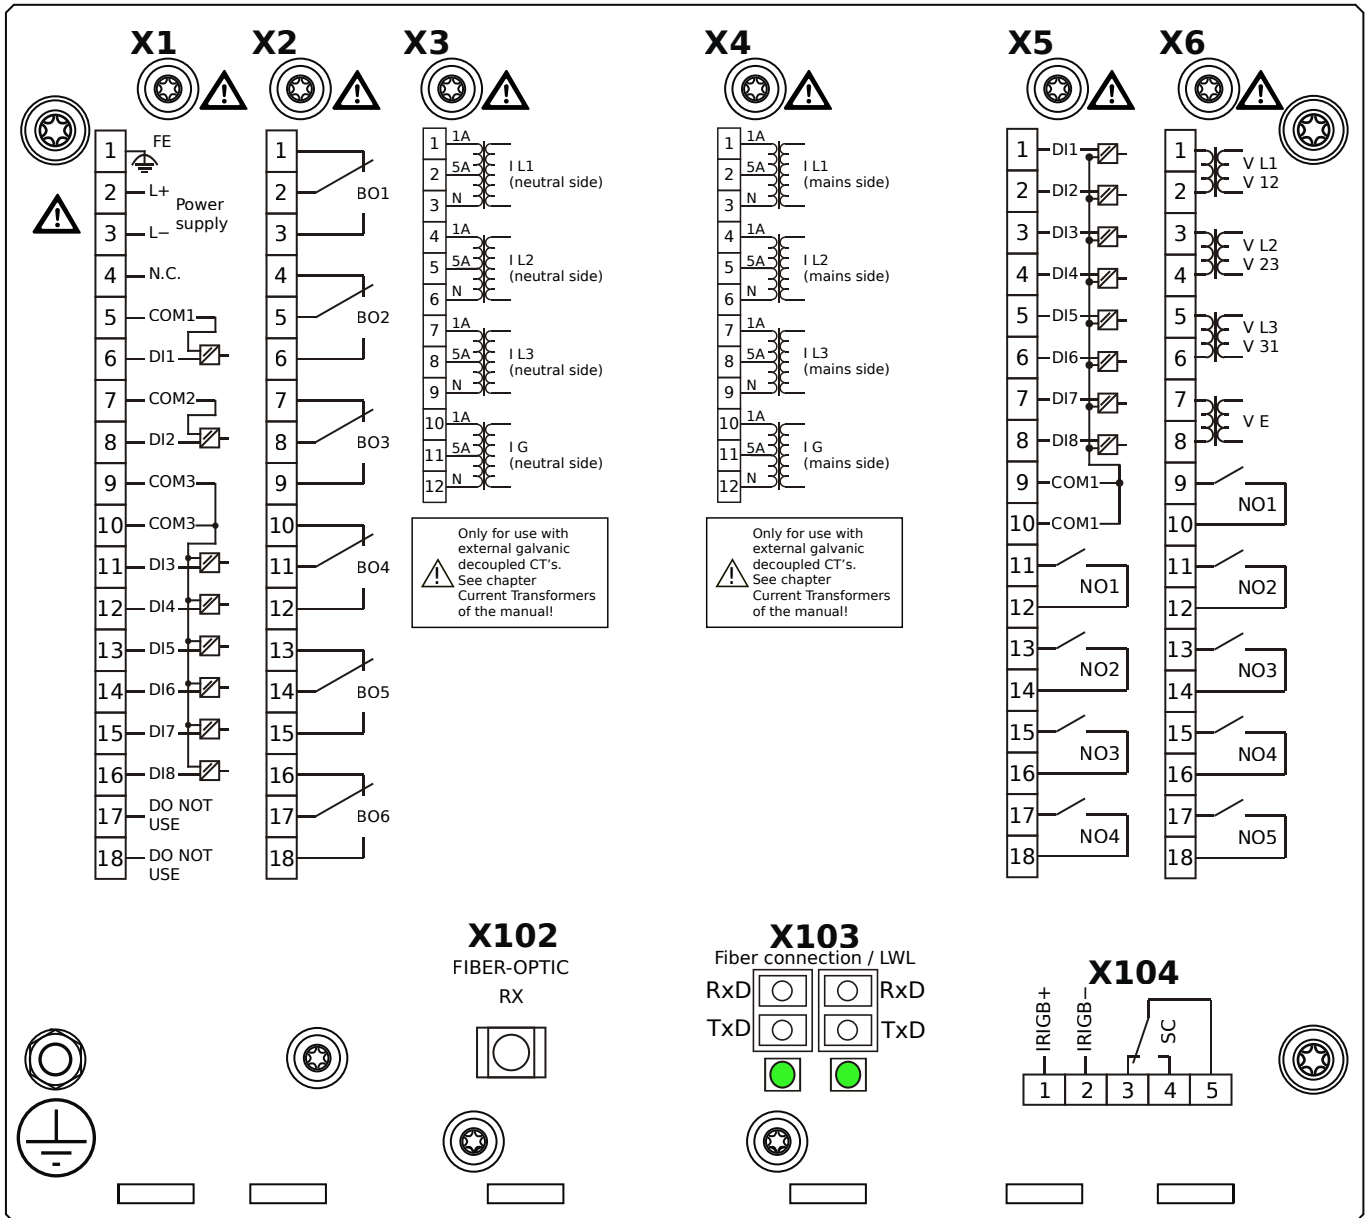 X1
X2
X3
X4
X5
X6
1 FE
2 L+
Power
supply
3 L−
4 N.C.
5 COM1
6 DI1
7 COM2
8 DI2
9 COM3
10 COM3
11 DI3
12 DI4
13 DI5
14 DI6
15 DI7
16 DI8
17 DO NOT
USE
18 DO NOT
USE
1
2 BO1
3
4
5 BO2
6
7
8 BO3
9
10
11 BO4
12
13
14 BO5
15
16
17 BO6
18
1 1A
2 5A
3 N
I L1
(neutral side)
4 1A
5 5A
6 N
I L2
(neutral side)
7 1A
8 5A
9 N
I L3
(neutral side)
10 1A
11 5A
12 N
I G
(neutral side)
Only for use with
external galvanic
decoupled CT’s.
See chapter
Current Transformers
of the manual!
1 1A
2 5A
3 N
I L1
(mains side)
4 1A
5 5A
6 N
I L2
(mains side)
7 1A
8 5A
9 N
I L3
(mains side)
10 1A
11 5A
12 N
I G
(mains side)
Only for use with
external galvanic
decoupled CT’s.
See chapter
Current Transformers
of the manual!
1 DI1
2 DI2
3 DI3
4 DI4
5 DI5
6 DI6
7 DI7
8 DI8
9 COM1
10 COM1
11
NO1
12
13
NO2
14
15
NO3
16
17
NO4
18
1 V L1
2 V 12
3 V L2
4 V 23
5 V L3
6 V 31
7
V E
8
9
NO1
10
11
NO2
12
13
NO3
14
15
NO4
16
17
NO5
18
X102
FIBER-OPTIC
RX
X103
Fiber connection / LWL
RxD RxD
TxD TxD
X104
IRIGB+
IRIGB−
SC
1 2 3 4 5